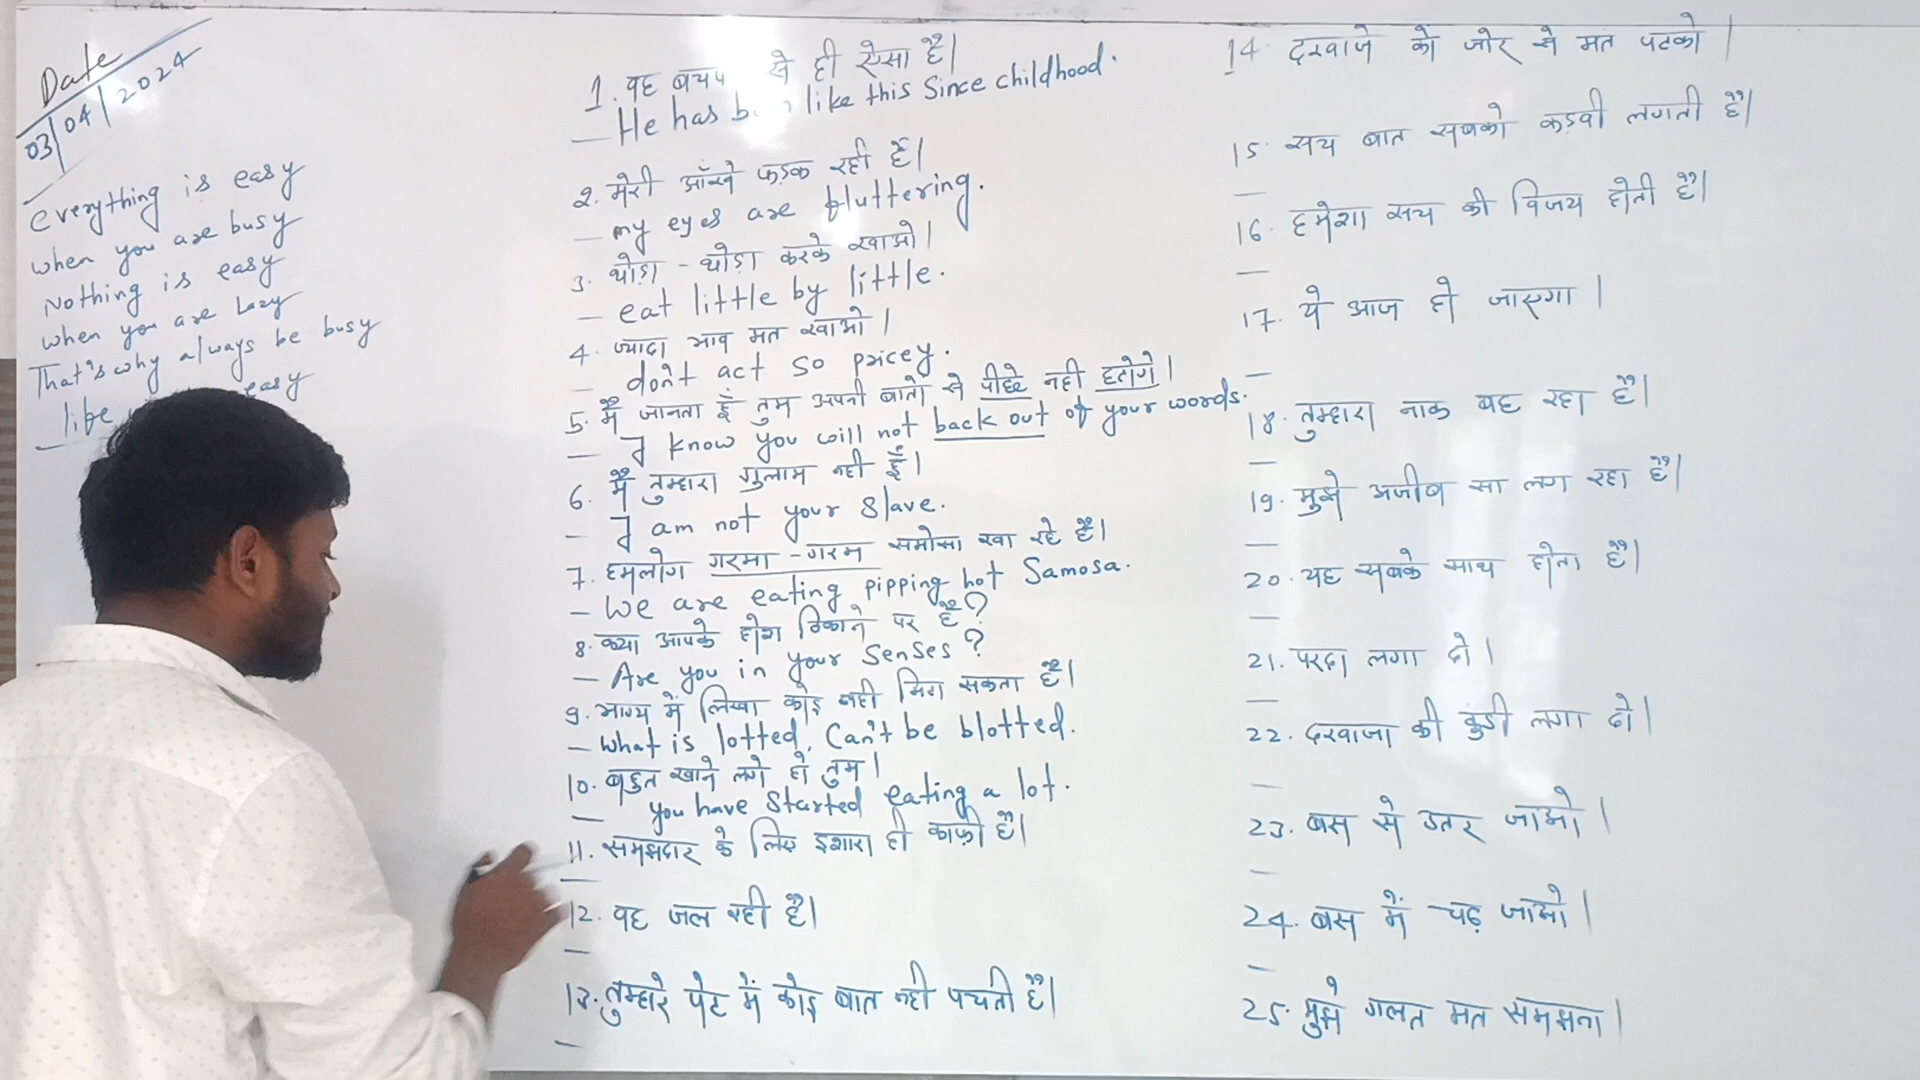 Date
03/04/2024
everything is easy
when you are busy
Nothing is easy
when you are Lazy
That's why always be busy
like easy
1. वह बचप से ही ऐसा है।
– He has b like this Since childhood.
2. मेरी आँखे फड़क रही हैं।
– my eyes are fluttering.
3. थोड़ा - थोड़ा करके खाओ।
– eat little by little.
4. ज्यादा भाव मत खाओ।
– don't act so pricey.
5. मैं जानता हूँ तुम अपनी बातो से पीछे नही हटोगे।
– I know you will not back out of your words.
6. मैं तुम्हारा गुलाम नही हूँ।
– I am not your Slave.
7. हमलोग गरमा - गरम समोसा खा रहे हैं।
– We are eating pipping hot Samosa.
8. क्या आपके होश ठिकाने पर है?
– Are you in your Senses?
9. भाग्य में लिखा कोई नही मिटा सकता है।
– What is lotted, Can't be blotted.
10. बहुत खाने लगे हो तुम।
– you have Started eating a lot.
11. समझदार के लिए इशारा ही काफ़ी है।
–
12. वह जल रही है।
–
13. तुम्हारे पेट में कोई बात नही पचती है।
–
14. दरवाजे को जोर से मत पटको।
15. सच बात सबको कड़वी लगती है।
–
16. हमेशा सच की विजय होती है।
–
17. ये आज हो जाएगा।
–
18. तुम्हारा नाक बह रहा है।
–
19. मुझे अजीब सा लग रहा है।
–
20. यह सबके साथ होता है।
–
21. परदा लगा दो।
–
22. दरवाजा की कुंडी लगा दो।
–
23. बस से उतर जाओ।
–
24. बस में चढ़ जाओ।
–
25. मुझे गलत मत समझना।